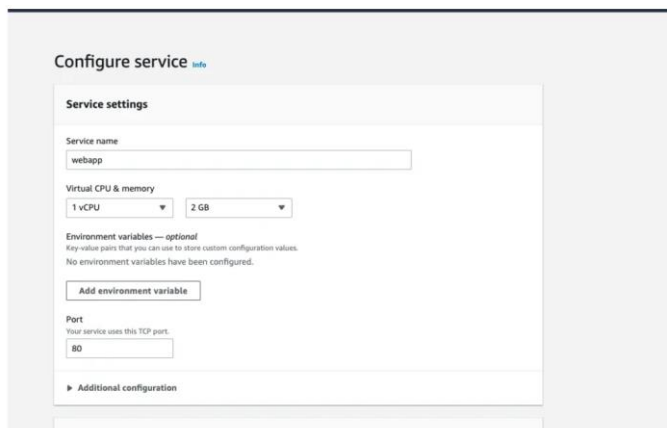 Configure service Info
Service settings
Service name
webapp
Virtual CPU & memory
1 vCPU 2 GB
Environment variables — optional
Key-value pairs that you can use to store custom configuration values.
No environment variables have been configured.
Add environment variable
Port
Your service uses this TCP port.
80
Additional configuration